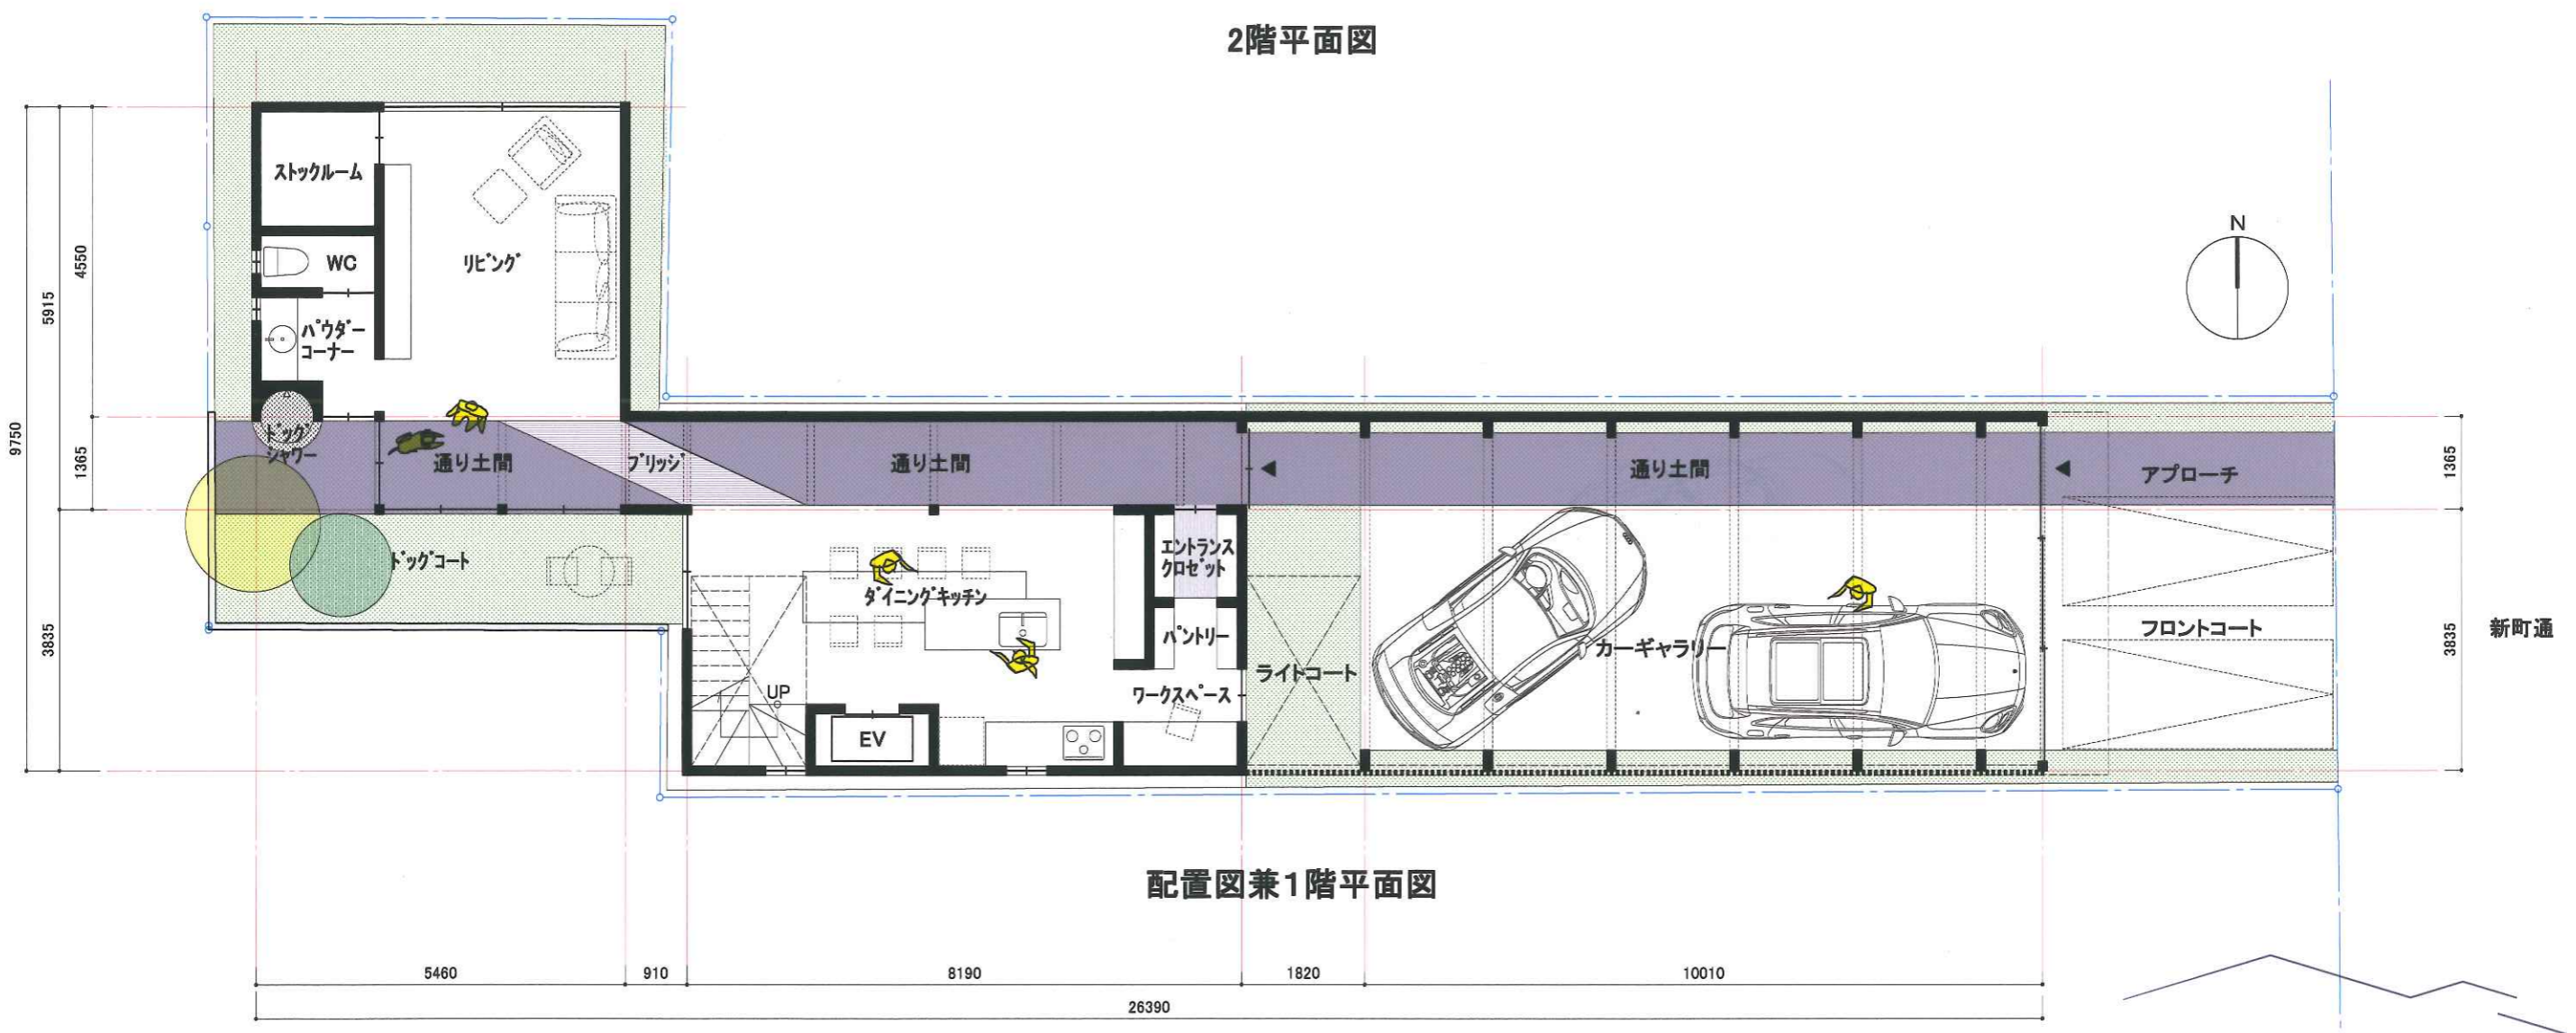 2階平面図
N
ストックルーム
WC
リビング
パウダー
コーナー
ドッグ
シャワー
通り土間
ブリッジ
通り土間
通り土間
アプローチ
ドッグコート
エントランス
クロゼット
ダイニングキッチン
パントリー
ワークスペース
ライトコート
カーギャラリー
フロントコート
新町通
UP
EV
9750
5915
3835
4550
1365
1365
3835
配置図兼1階平面図
5460
910
8190
1820
10010
26390